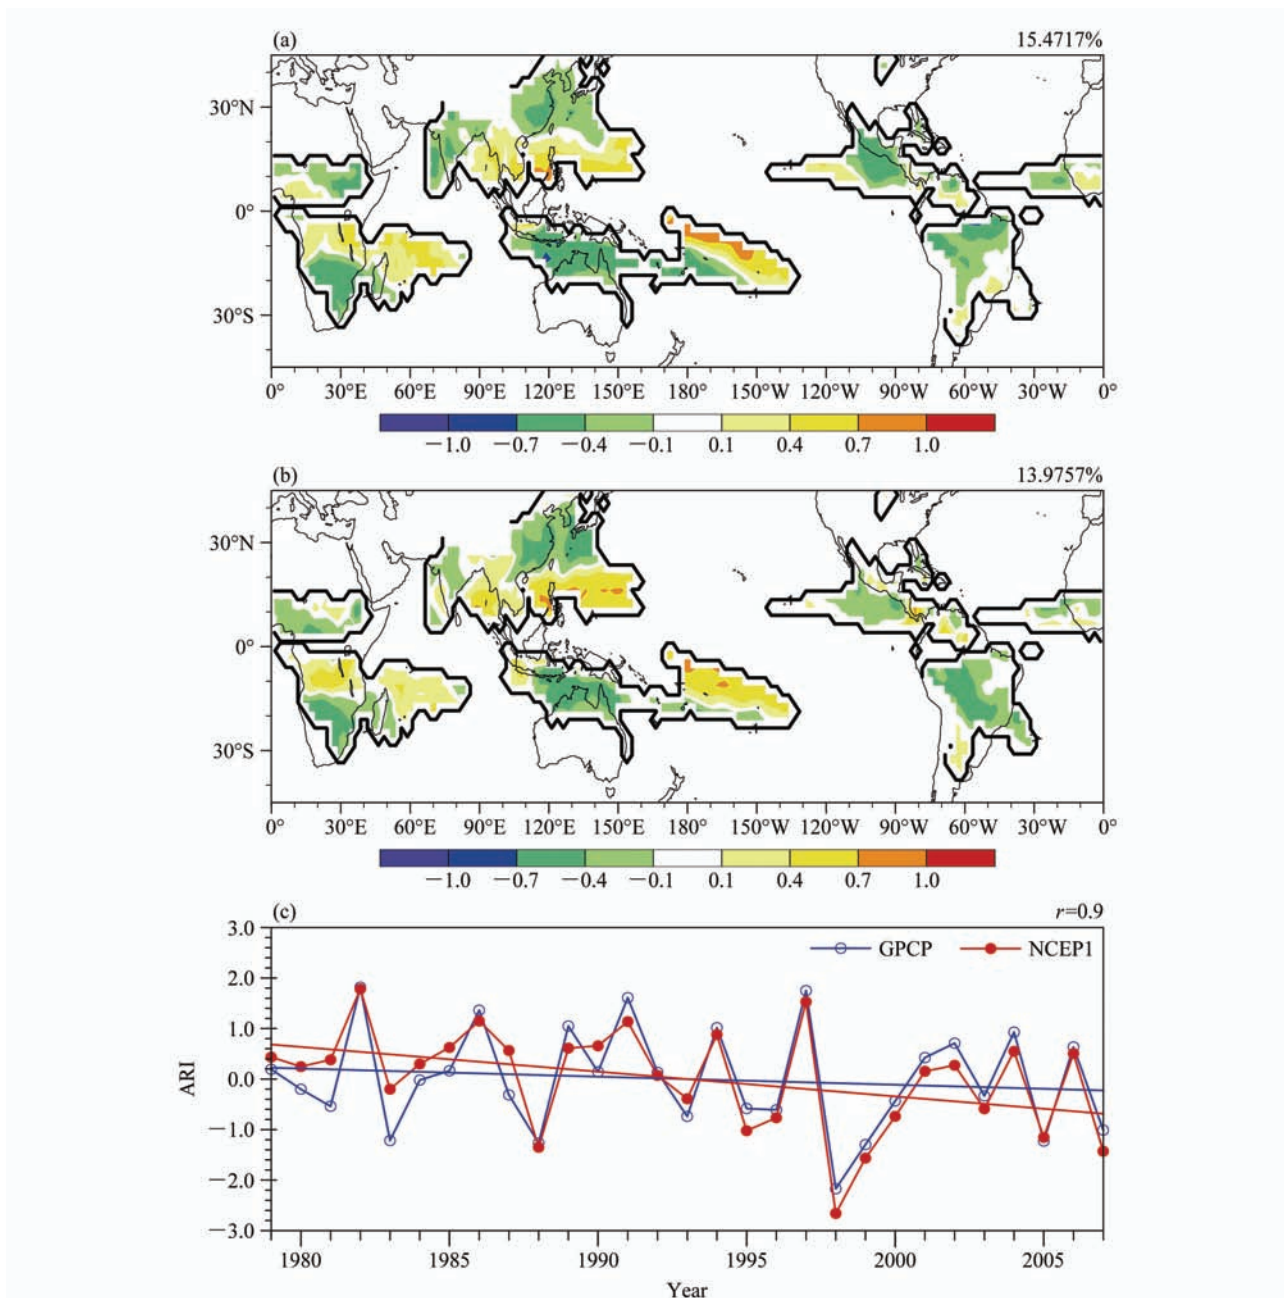 (a) 15.4717%
30°N
0°
30°S
0° 30°E 60°E 90°E 120°E 150°E 180° 150°W 120°W 90°W 60°W 30°W 0°
−1.0 −0.7 −0.4 −0.1 0.1 0.4 0.7 1.0
(b) 13.9757%
30°N
0°
30°S
0° 30°E 60°E 90°E 120°E 150°E 180° 150°W 120°W 90°W 60°W 30°W 0°
−1.0 −0.7 −0.4 −0.1 0.1 0.4 0.7 1.0
(c) r=0.9
3.0
GPCP NCEP1
2.0
1.0
0.0
ARI
−1.0
−2.0
−3.0
1980 1985 1990 1995 2000 2005
Year